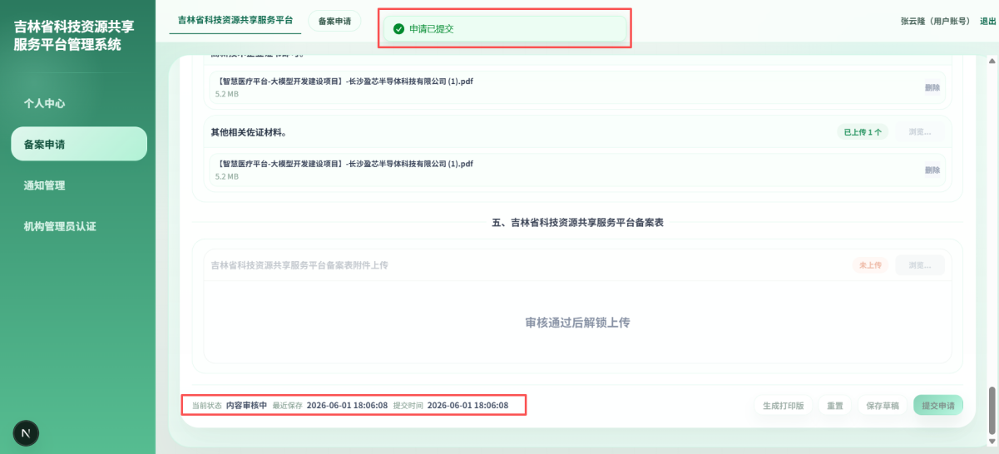 吉林省科技资源共享
服务平台管理系统
吉林省科技资源共享服务平台
备案申请
申请已提交
张云隆（用户账号）
退出
个人中心
备案申请
通知管理
机构管理员认证
【智慧医疗平台-大模型开发建设项目】-长沙盈芯半导体科技有限公司 (1).pdf
5.2 MB
删除
其他相关佐证材料。
已上传 1 个
浏览...
【智慧医疗平台-大模型开发建设项目】-长沙盈芯半导体科技有限公司 (1).pdf
5.2 MB
删除
五、吉林省科技资源共享服务平台备案表
吉林省科技资源共享服务平台备案表附件上传
未上传
浏览...
审核通过后解锁上传
当前状态 内容审核中 最近保存 2026-06-01 18:06:08 提交时间 2026-06-01 18:06:08
生成打印版
重置
保存草稿
提交申请
N